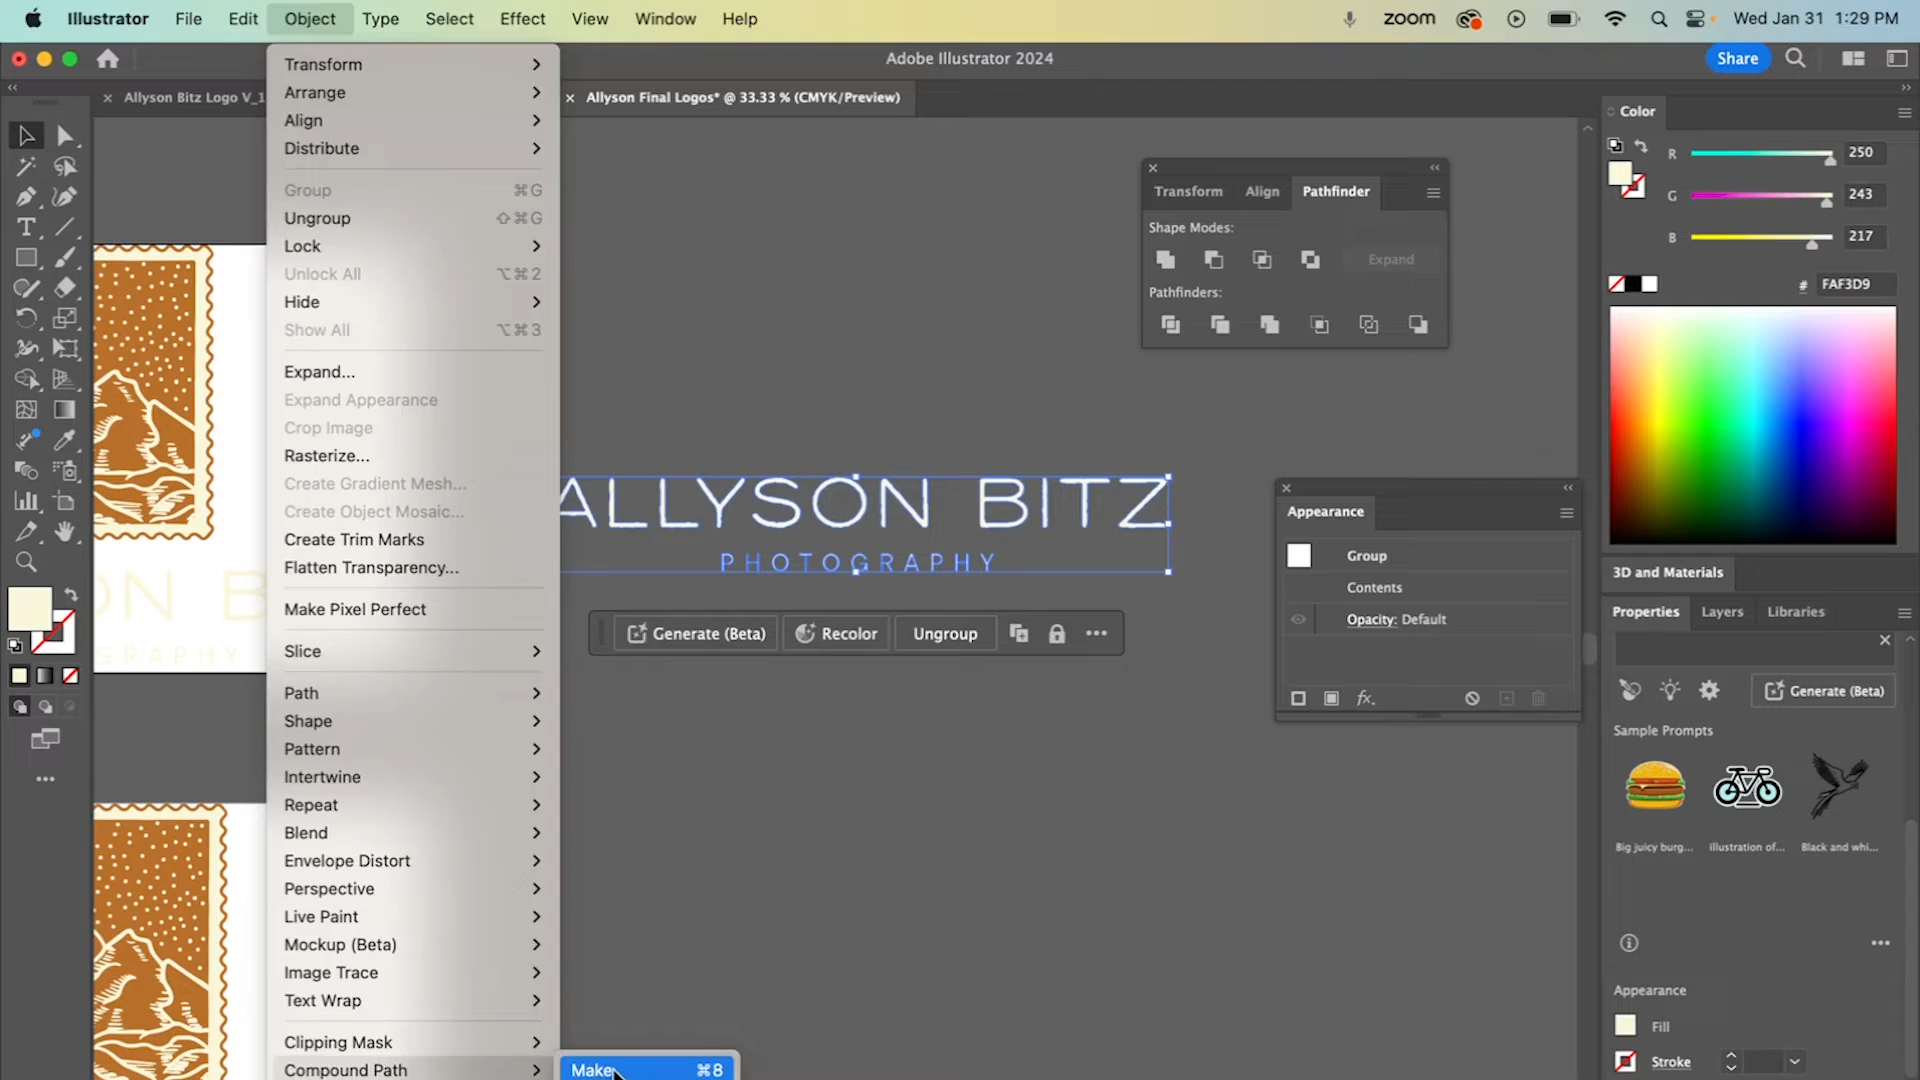 Illustrator File Edit Object Type Select Effect View Window Help
zoom Wed Jan 31 1:29 PM
Adobe Illustrator 2024
Share
Allyson Bitz Logo V_1
Allyson Final Logos* @ 33.33 % (CMYK/Preview)
Transform
Arrange
Align
Distribute
Group ⌘G
Ungroup ⇧⌘G
Lock
Unlock All ⌥⌘2
Hide
Show All ⌥⌘3
Expand...
Expand Appearance
Crop Image
Rasterize...
Create Gradient Mesh...
Create Object Mosaic...
Create Trim Marks
Flatten Transparency...
Make Pixel Perfect
Slice
Path
Shape
Pattern
Intertwine
Repeat
Blend
Envelope Distort
Perspective
Live Paint
Mockup (Beta)
Image Trace
Text Wrap
Clipping Mask
Compound Path
Make ⌘8
ON B
OGRAPHY
ALLYSON BITZ
PHOTOGRAPHY
Generate (Beta) Recolor Ungroup
Transform Align Pathfinder
Shape Modes:
Expand
Pathfinders:
Appearance
Group
Contents
Opacity: Default
fx
Color
R 250
G 243
B 217
# FAF3D9
3D and Materials
Properties Layers Libraries
Generate (Beta)
Sample Prompts
Big juicy burg... illustration of... Black and whi...
Appearance
Fill
Stroke